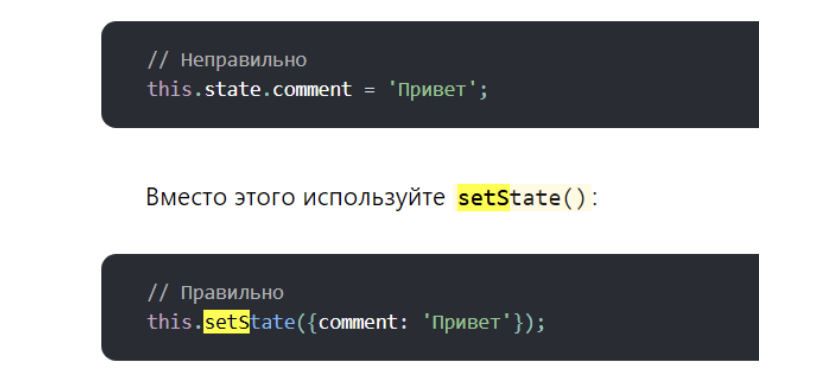 // Неправильно
this.state.comment = 'Привет';
Вместо этого используйте setState():
// Правильно
this.setState({comment: 'Привет'});